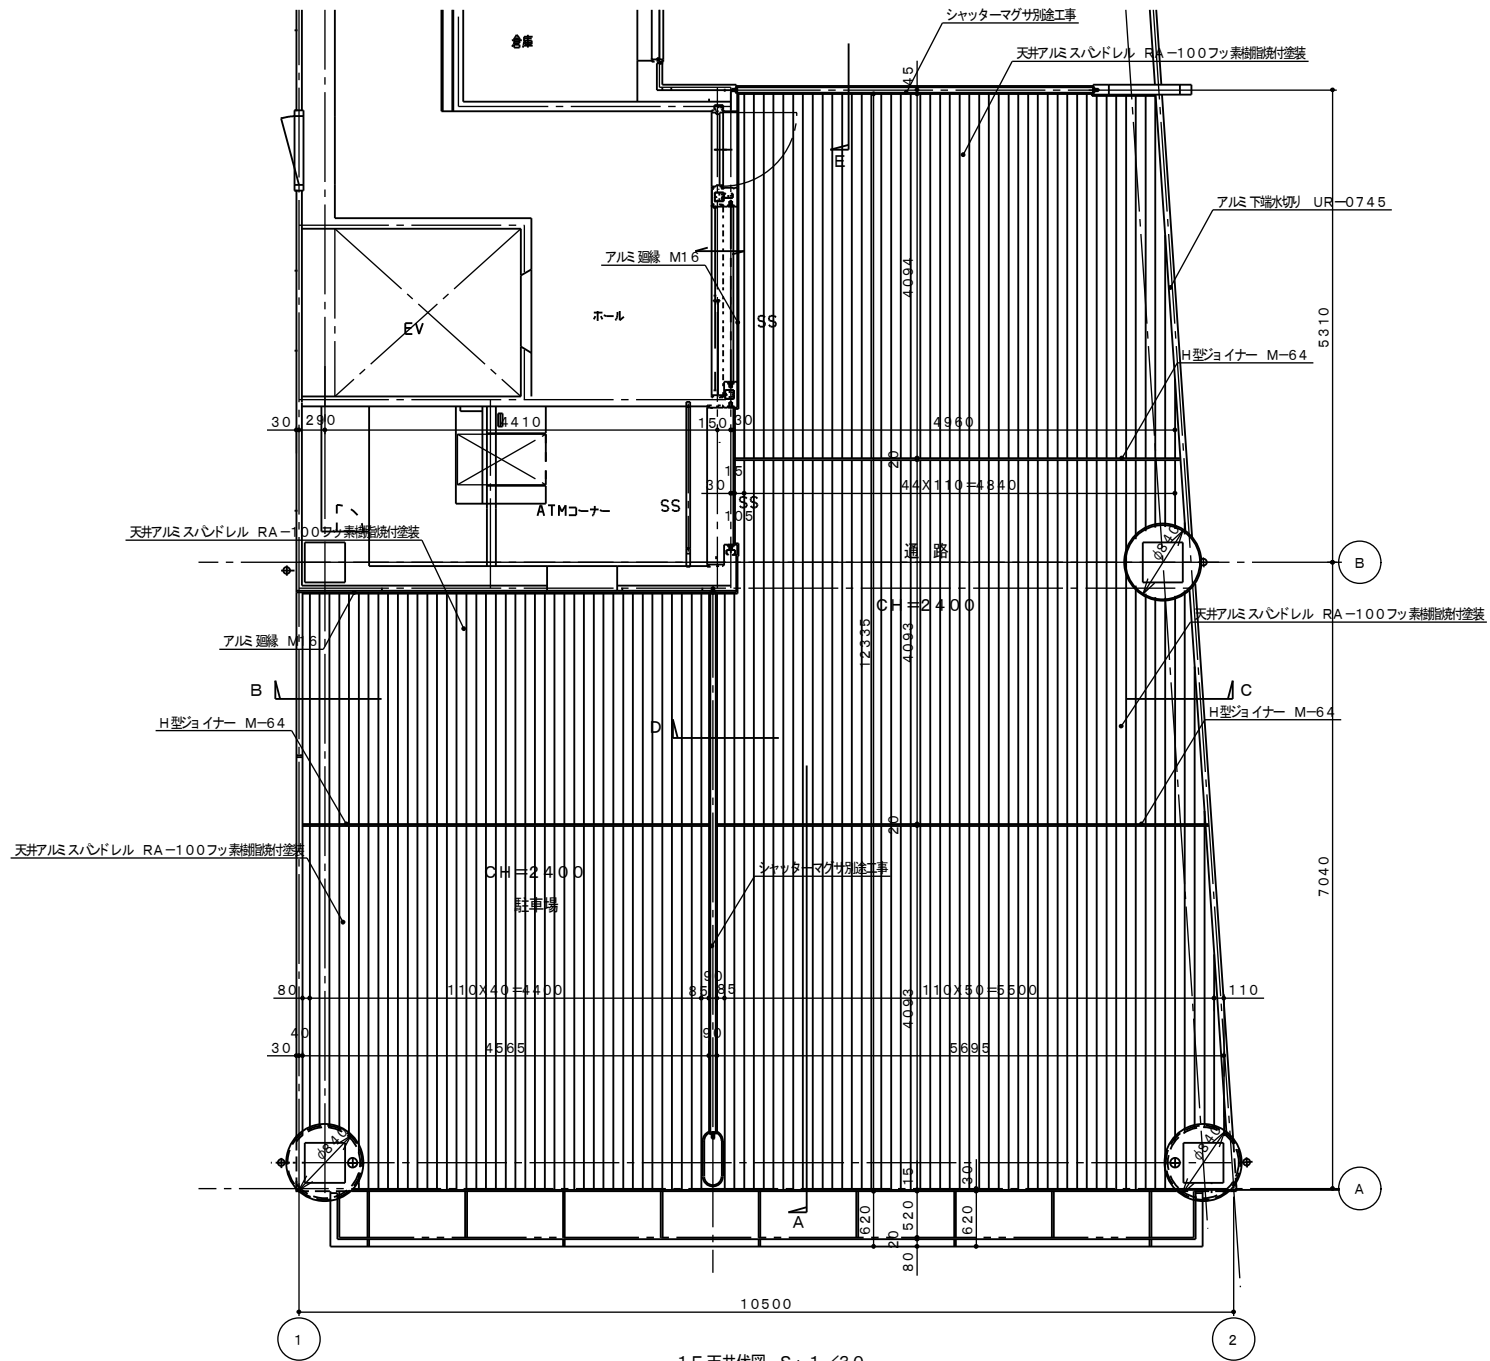 シャッターマグサ別途工事
倉庫
天井アルミスパンドレル RA-100フッ素樹脂焼付塗装
45
E
アルミ下端水切り UR-0745
アルミ廻縁 M16
4094
ホール
SS
EV
5310
H型ジョイナー M-64
30
290
4410
150
30
4960
20
15
30
44X110=4840
SS
SS
ATMコーナー
105
天井アルミスパンドレル RA-100フッ素樹脂焼付塗装
通 路
φ840
B
CH=2400
天井アルミスパンドレル RA-100フッ素樹脂焼付塗装
12335
4093
アルミ廻縁 M16
B
C
H型ジョイナー M-64
D
H型ジョイナー M-64
20
天井アルミスパンドレル RA-100フッ素樹脂焼付塗装
CH=2400
シャッターマグサ別途工事
7040
駐車場
90
80
110X40=4400
85
85
4093
110X50=5500
110
40
90
30
4565
5695
φ840
φ840
15
30
A
A
620
520
620
20
80
10500
1
2
1F天井伏図 S:1/30